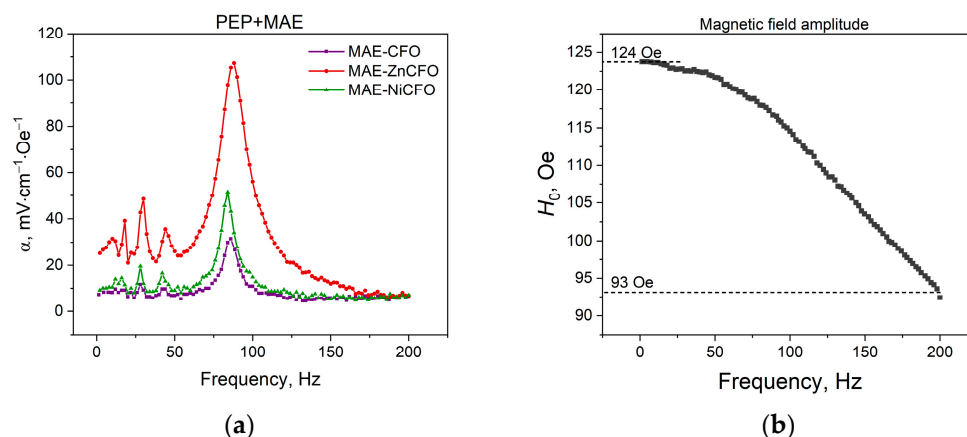 PEP+MAE
MAE-CFO
MAE-ZnCFO
MAE-NiCFO
120
100
80
60
40
20
0
α, mV·cm⁻¹·Oe⁻¹
0
50
100
150
200
Frequency, Hz
(a)
Magnetic field amplitude
124 Oe
93 Oe
125
120
115
110
105
100
95
90
H₀, Oe
0
50
100
150
200
Frequency, Hz
(b)